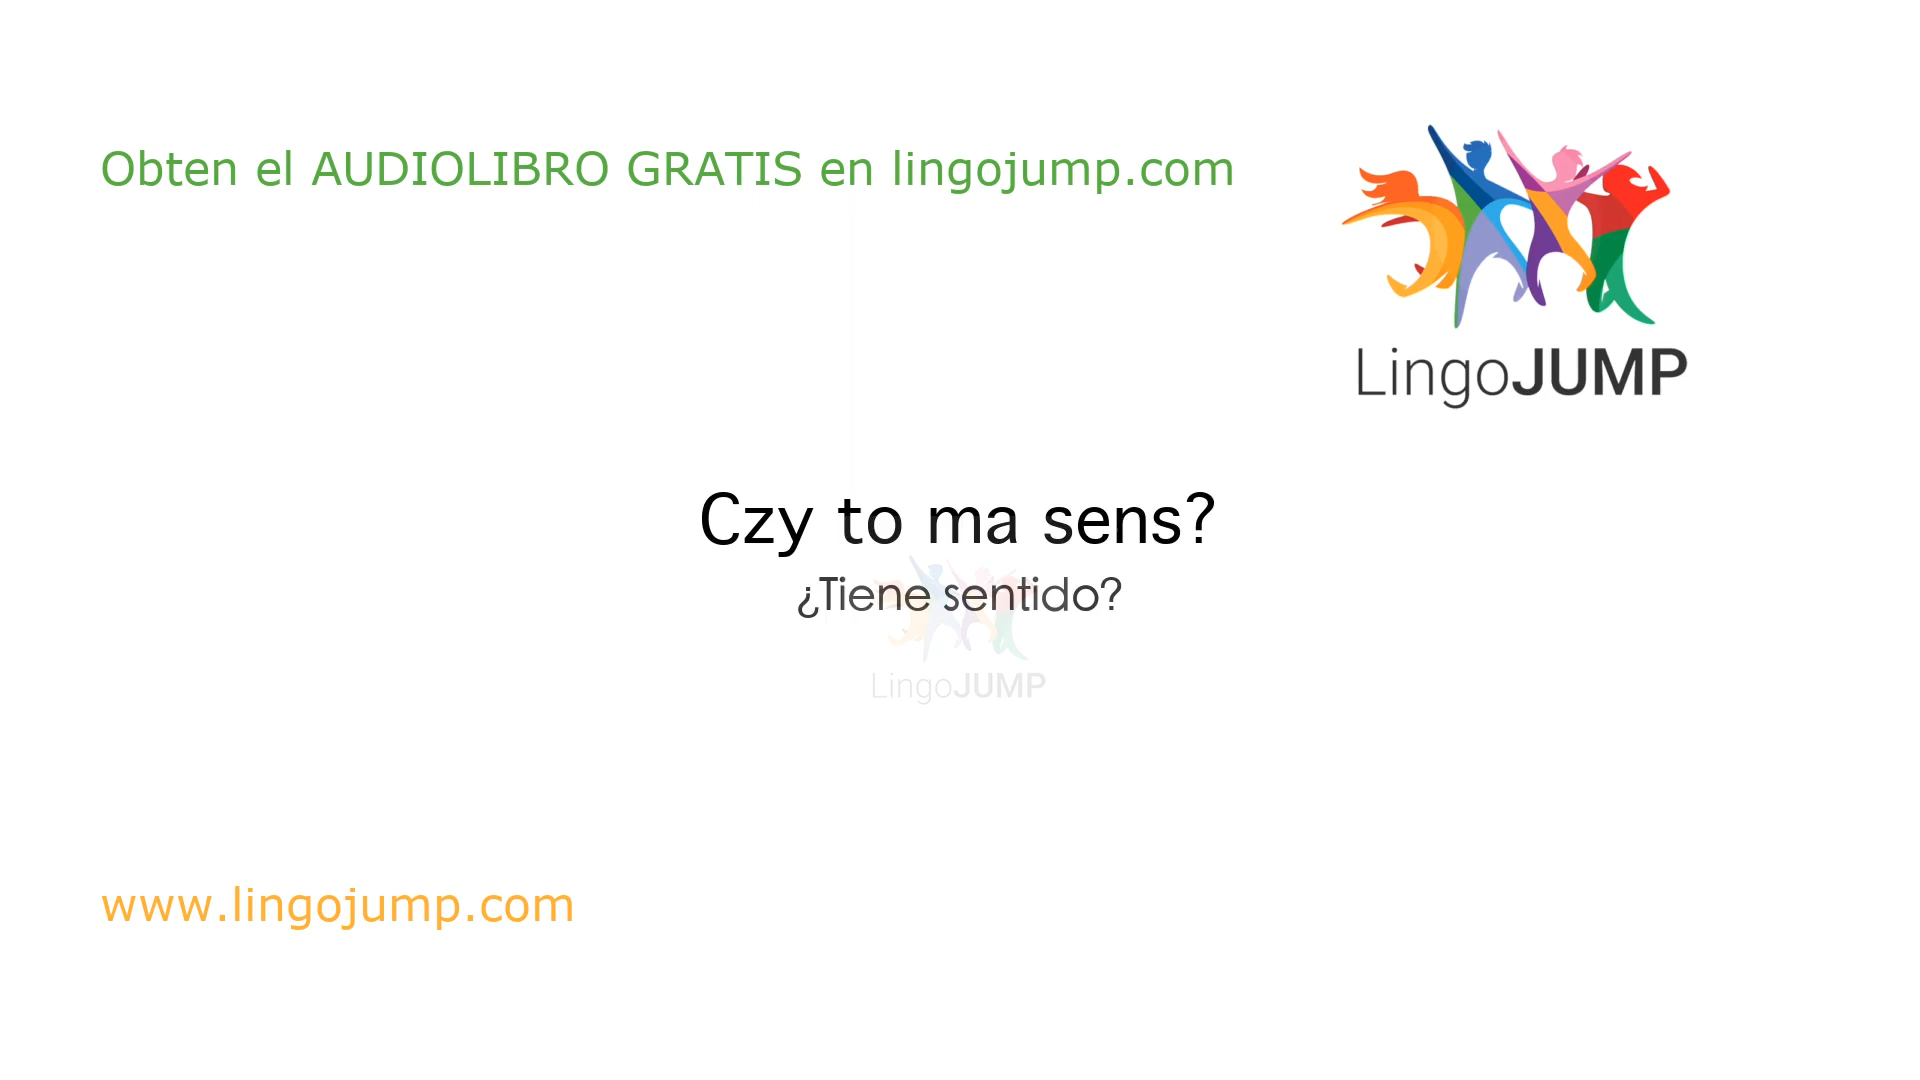 Obten el AUDIOLIBRO GRATIS en lingojump.com
LingoJUMP
Czy to ma sens?
¿Tiene sentido?
LingoJUMP
www.lingojump.com